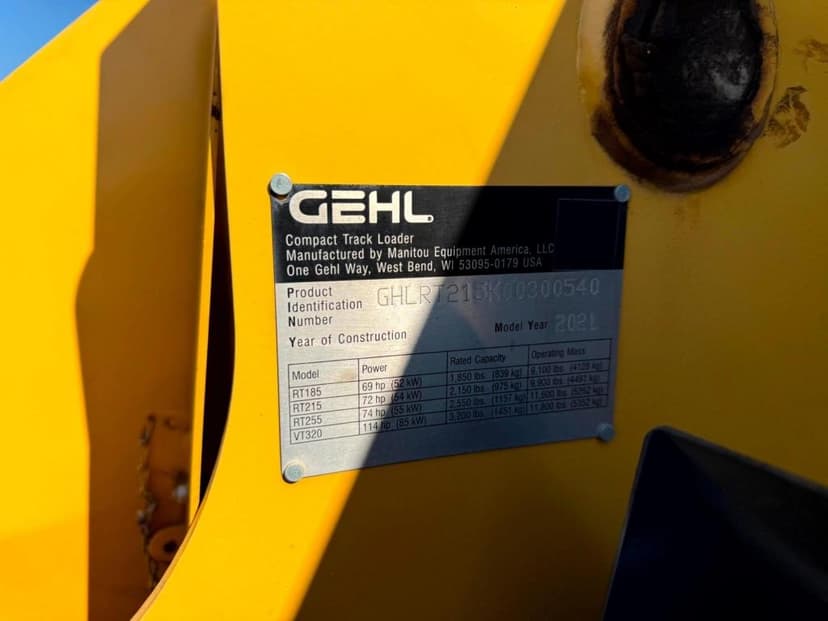 GEHL
Compact Track Loader
Manufactured by Manitou Equipment America, LLC
One Gehl Way, West Bend, WI 53095-0179 USA
Product
Identification GHLRT215K00300540
Number
Model Year 2021
Year of Construction
Model Power Rated Capacity Operating Mass
RT185 69 hp (52 kW) 1,850 lbs. (839 kg) 9,100 lbs. (4128 kg)
RT215 72 hp (54 kW) 2,150 lbs. (975 kg) 9,900 lbs. (4491 kg)
RT255 74 hp (55 kW) 2,550 lbs. (1157 kg) 11,600 lbs. (5262 kg)
VT320 114 hp (85 kW) 3,200 lbs. (1451 kg) 11,800 lbs. (5352 kg)